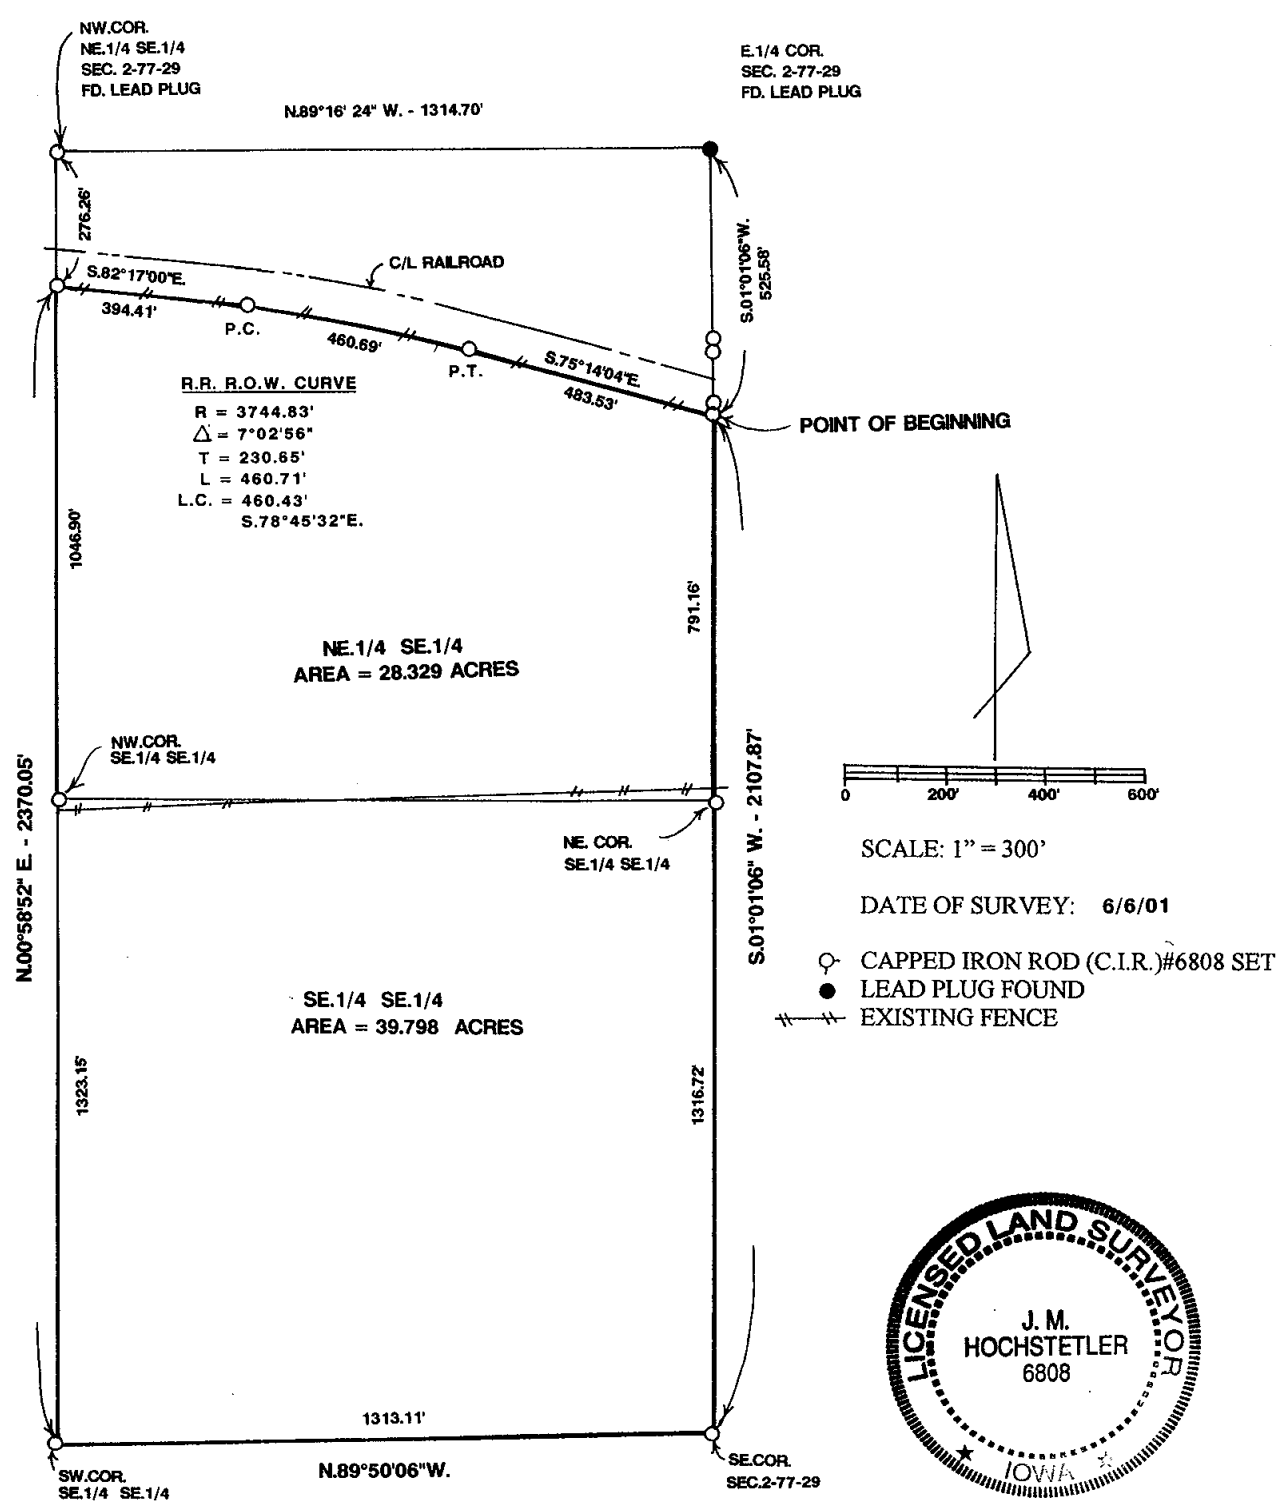 NW.COR.
NE.1/4 SE.1/4
SEC. 2-77-29
FD. LEAD PLUG
E.1/4 COR.
SEC. 2-77-29
FD. LEAD PLUG
N.89°16' 24" W. - 1314.70'
276.26'
S.01°01'06"W.
525.58'
C/L RAILROAD
S.82°17'00"E.
394.41'
P.C.
460.69'
P.T.
S.75°14'04"E.
483.53'
POINT OF BEGINNING
R.R. R.O.W. CURVE
R = 3744.83'
Δ = 7°02'56"
T = 230.65'
L = 460.71'
L.C. = 460.43'
S.78°45'32"E.
1046.90'
791.16'
NE.1/4 SE.1/4
AREA = 28.329 ACRES
NW.COR.
SE.1/4 SE.1/4
N.00°58'52" E. - 2370.05'
S.01°01'06" W. - 2107.87'
NE. COR.
SE.1/4 SE.1/4
0 200' 400' 600'
SCALE: 1" = 300'
DATE OF SURVEY: 6/6/01
CAPPED IRON ROD (C.I.R.)#6808 SET
LEAD PLUG FOUND
EXISTING FENCE
SE.1/4 SE.1/4
AREA = 39.798 ACRES
1323.15'
1316.72'
1313.11'
N.89°50'06"W.
SW.COR.
SE.1/4 SE.1/4
SE.COR.
SEC.2-77-29
LICENSED LAND SURVEYOR
J. M.
HOCHSTETLER
6808
IOWA